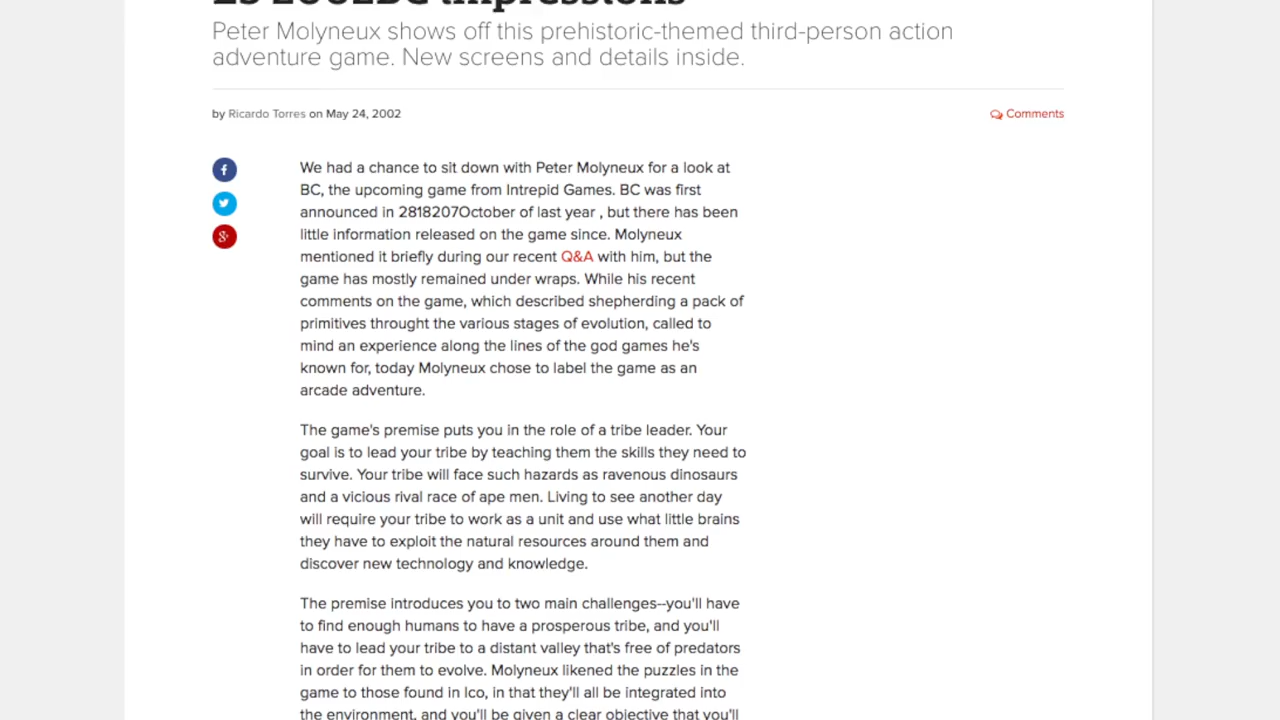 E3 2002BC Impressions
Peter Molyneux shows off this prehistoric-themed third-person action
adventure game. New screens and details inside.
by Ricardo Torres on May 24, 2002
Comments
We had a chance to sit down with Peter Molyneux for a look at
BC, the upcoming game from Intrepid Games. BC was first
announced in 2818207October of last year , but there has been
little information released on the game since. Molyneux
mentioned it briefly during our recent Q&A with him, but the
game has mostly remained under wraps. While his recent
comments on the game, which described shepherding a pack of
primitives throught the various stages of evolution, called to
mind an experience along the lines of the god games he's
known for, today Molyneux chose to label the game as an
arcade adventure.
The game's premise puts you in the role of a tribe leader. Your
goal is to lead your tribe by teaching them the skills they need to
survive. Your tribe will face such hazards as ravenous dinosaurs
and a vicious rival race of ape men. Living to see another day
will require your tribe to work as a unit and use what little brains
they have to exploit the natural resources around them and
discover new technology and knowledge.
The premise introduces you to two main challenges--you'll have
to find enough humans to have a prosperous tribe, and you'll
have to lead your tribe to a distant valley that's free of predators
in order for them to evolve. Molyneux likened the puzzles in the
game to those found in Ico, in that they'll all be integrated into
the environment, and you'll be given a clear objective that you'll